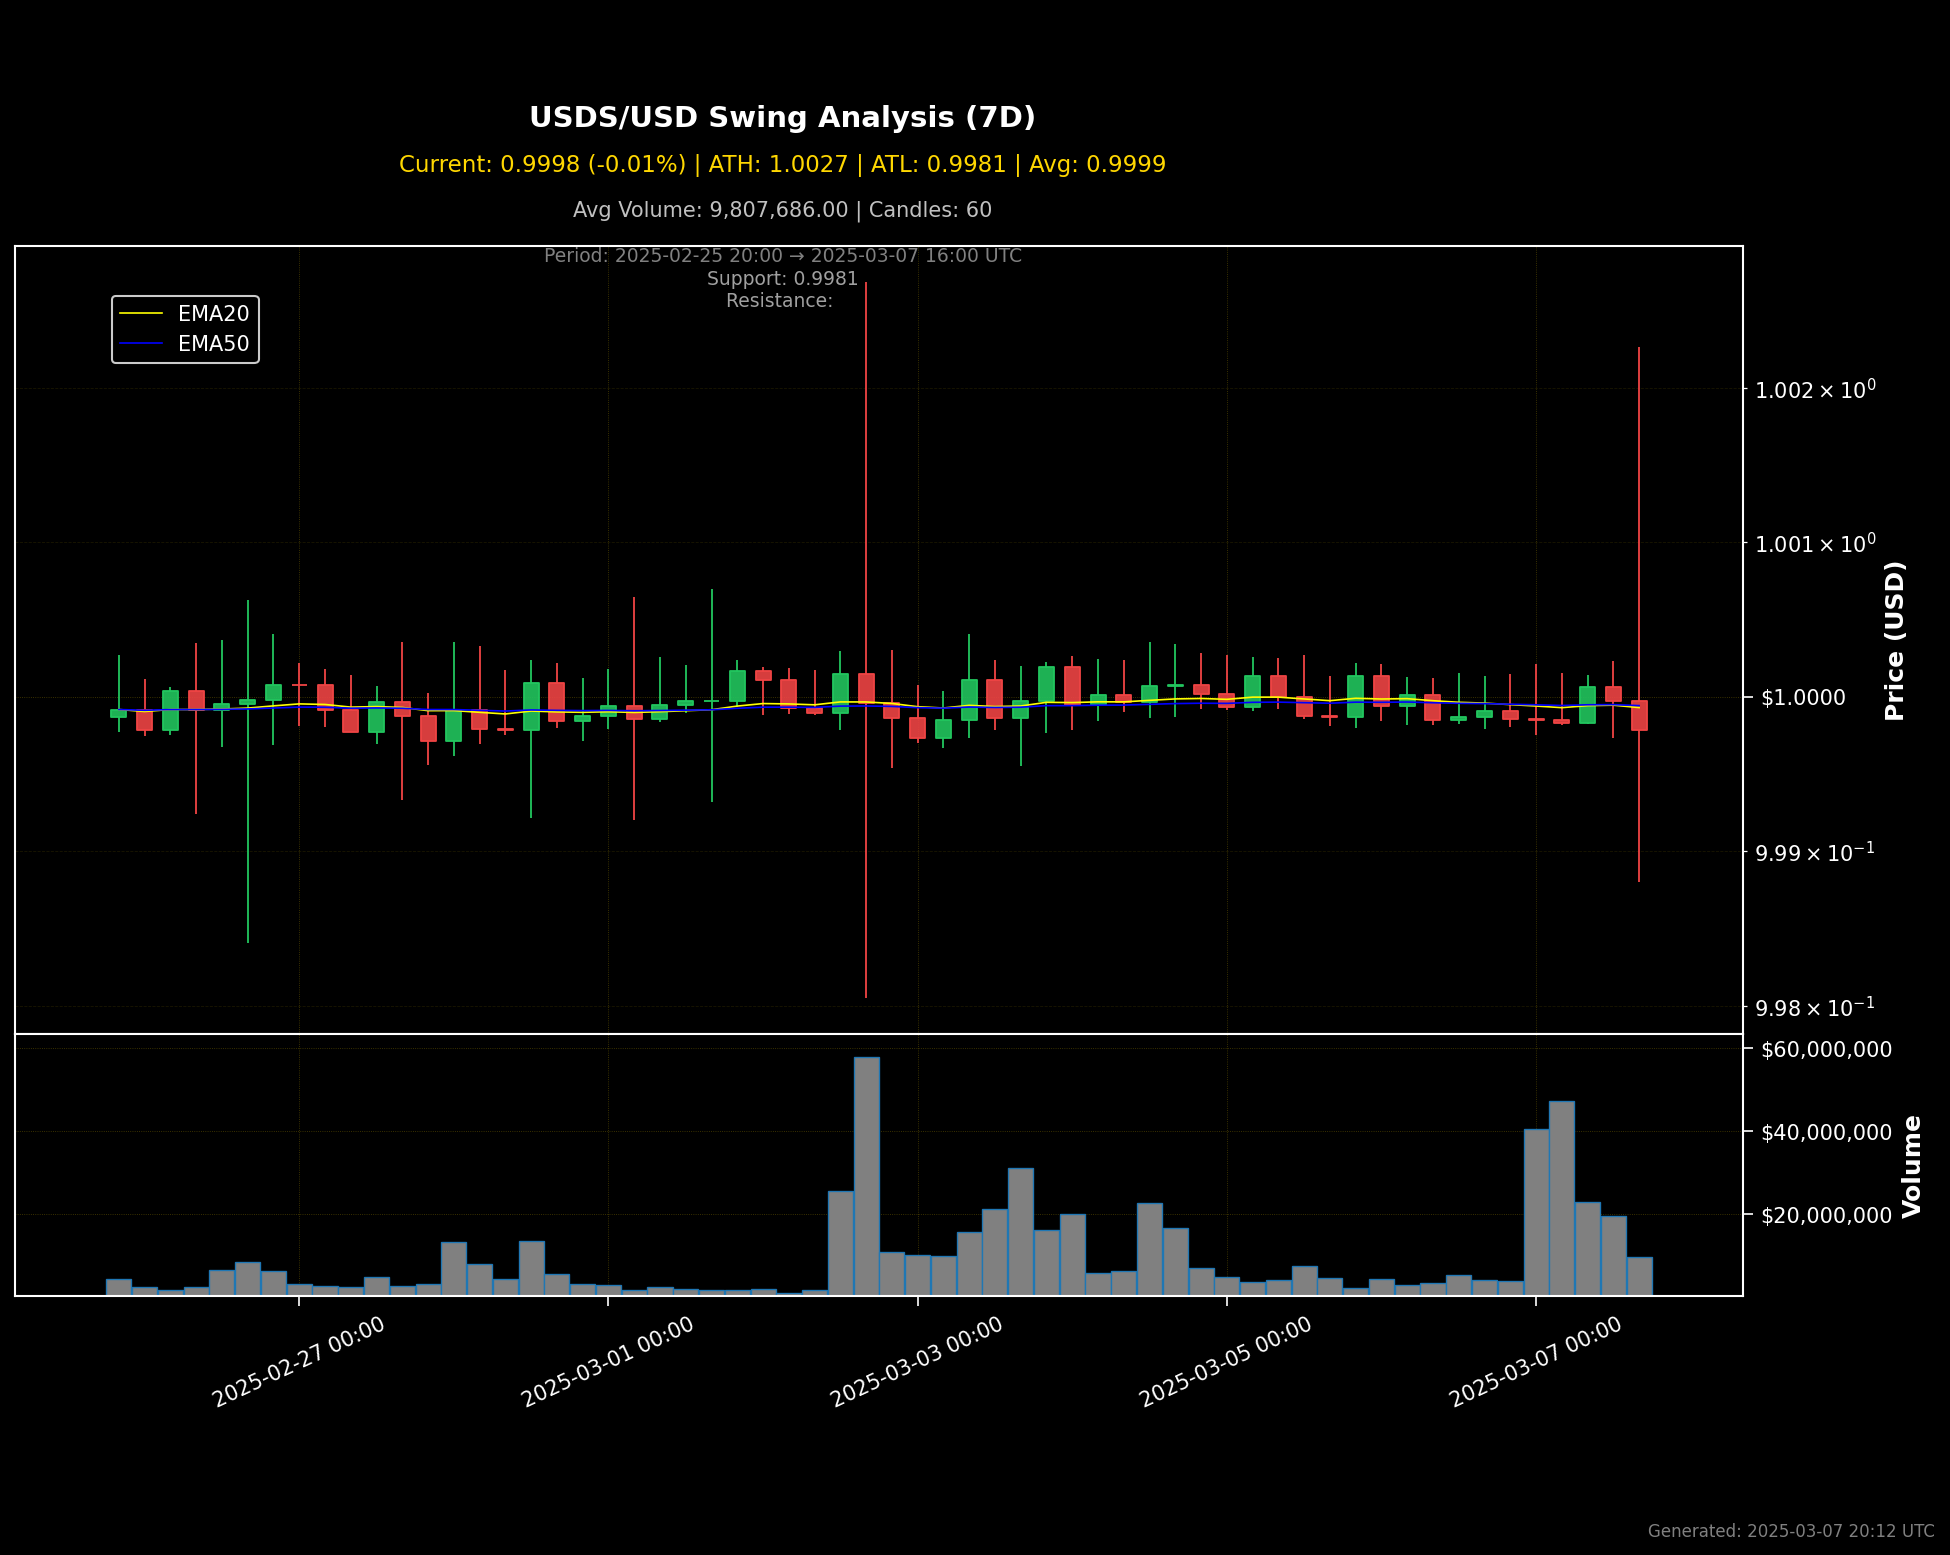 USDS/USD Swing Analysis (7D)
Current: 0.9998 (-0.01%) | ATH: 1.0027 | ATL: 0.9981 | Avg: 0.9999
Avg Volume: 9,807,686.00 | Candles: 60
Period: 2025-02-25 20:00 → 2025-03-07 16:00 UTC
Support: 0.9981
Resistance:
EMA20
EMA50
1.002 × 10⁰
1.001 × 10⁰
$1.0000
9.99 × 10⁻¹
9.98 × 10⁻¹
Price (USD)
$60,000,000
$40,000,000
$20,000,000
Volume
2025-02-27 00:00
2025-03-01 00:00
2025-03-03 00:00
2025-03-05 00:00
2025-03-07 00:00
Generated: 2025-03-07 20:12 UTC